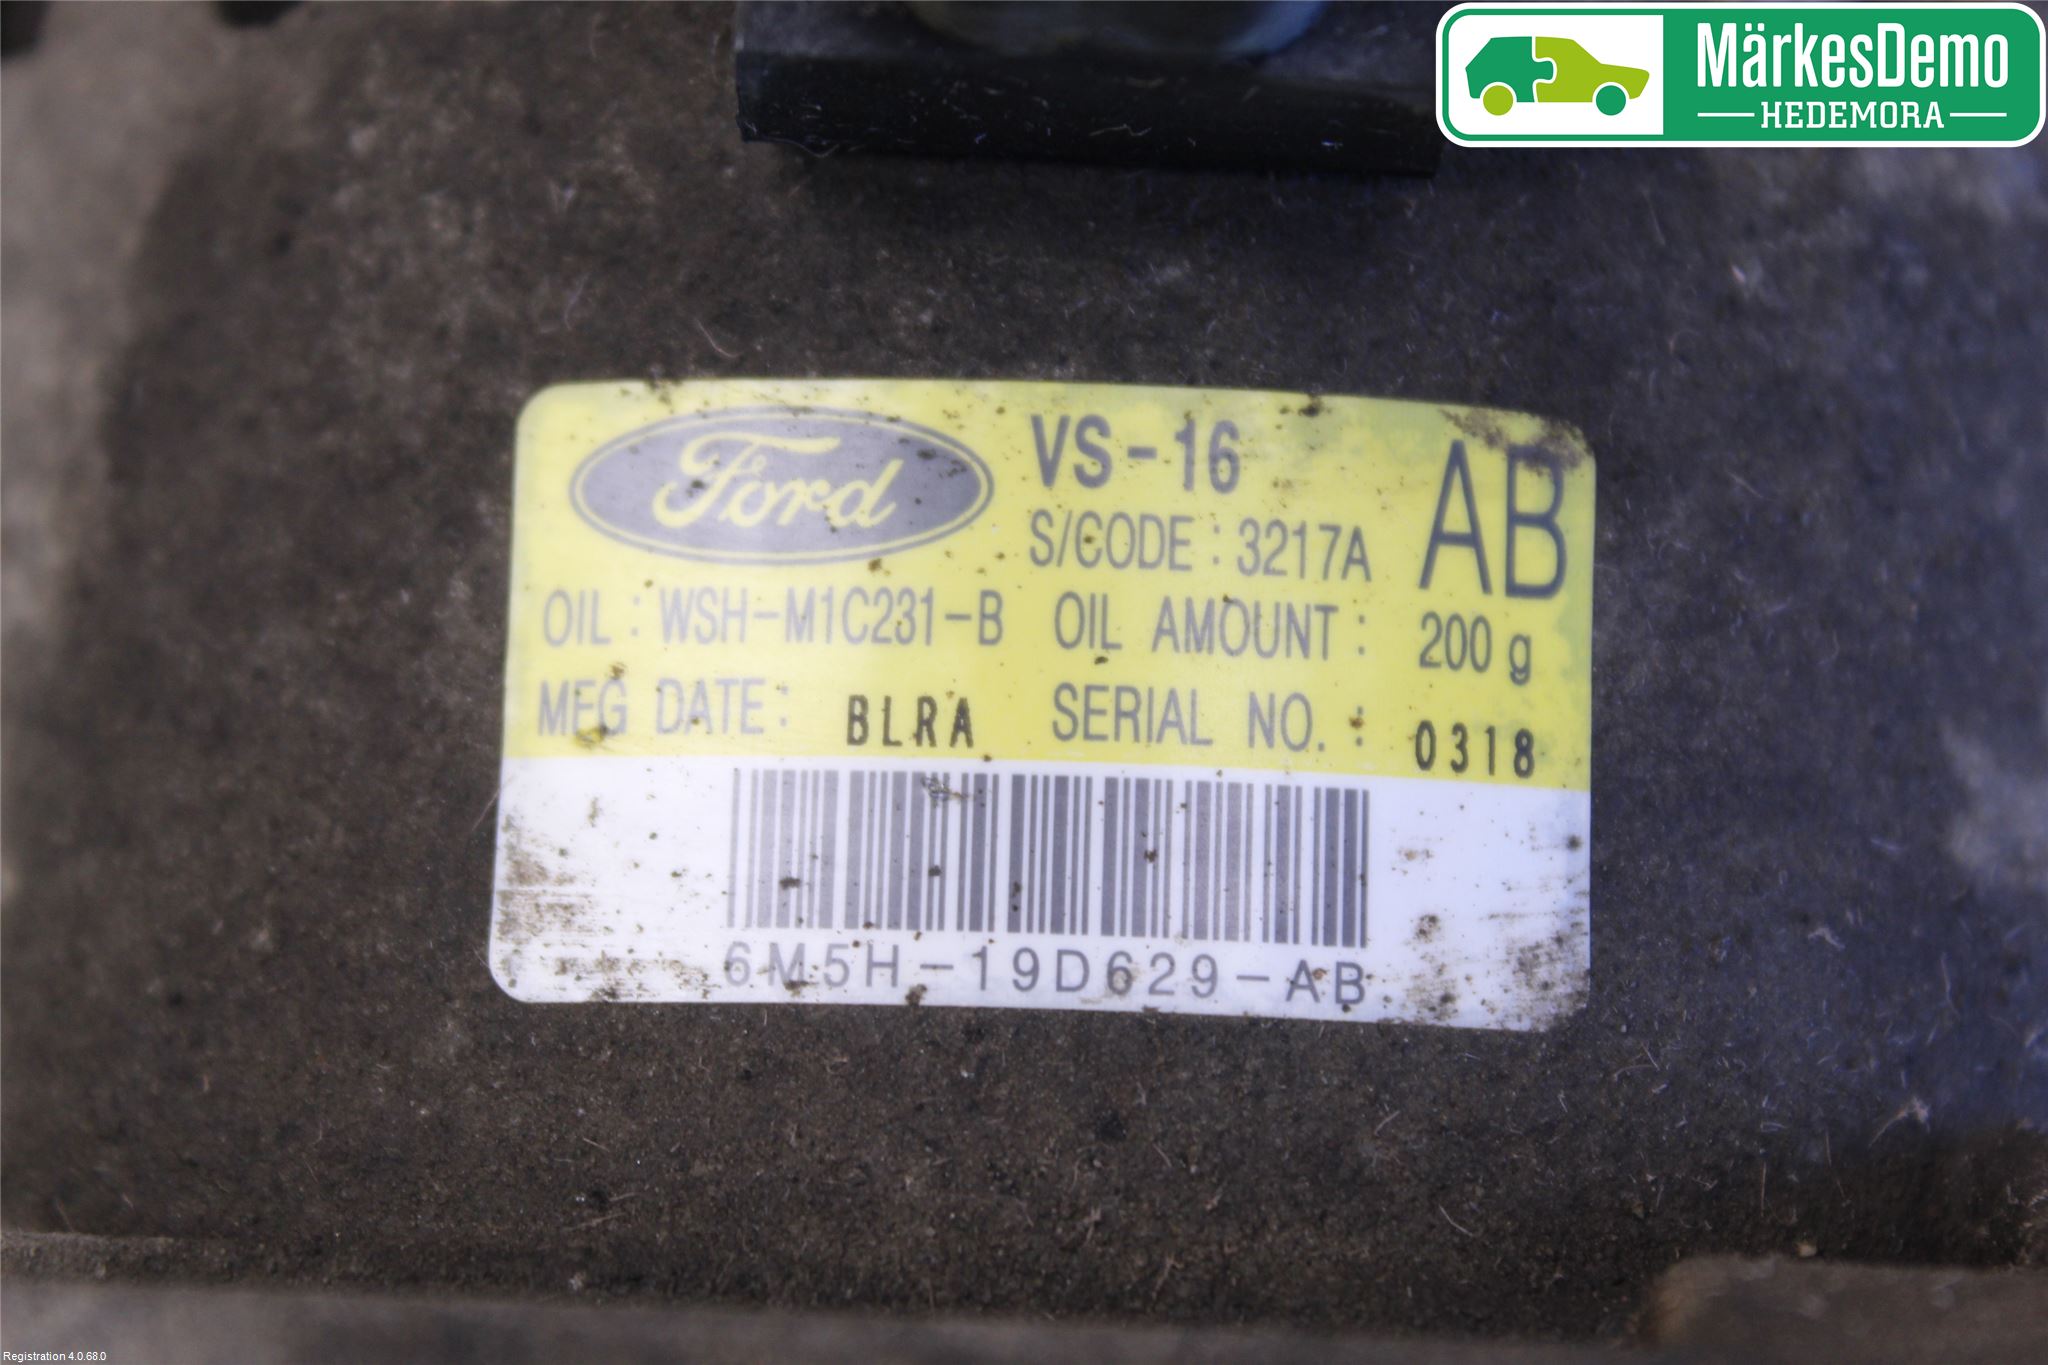 MärkesDemo
HEDEMORA
Ford
VS-16
AB
S/CODE : 3217A
OIL : WSH-M1C231-B OIL AMOUNT : 200 g
MFG DATE : BLRA SERIAL NO. : 0318
6M5H-19D629-AB
Registration 4.0.68.0